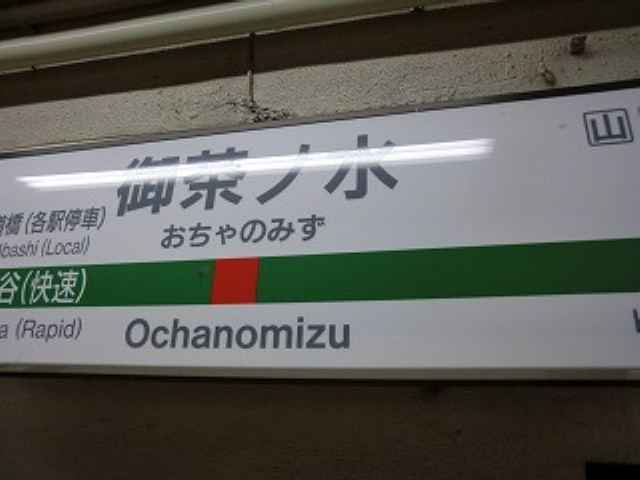 御茶ノ水
山
橋 (各駅停車)
おちゃのみず
bashi (Local)
谷(快速)
a (Rapid)
Ochanomizu